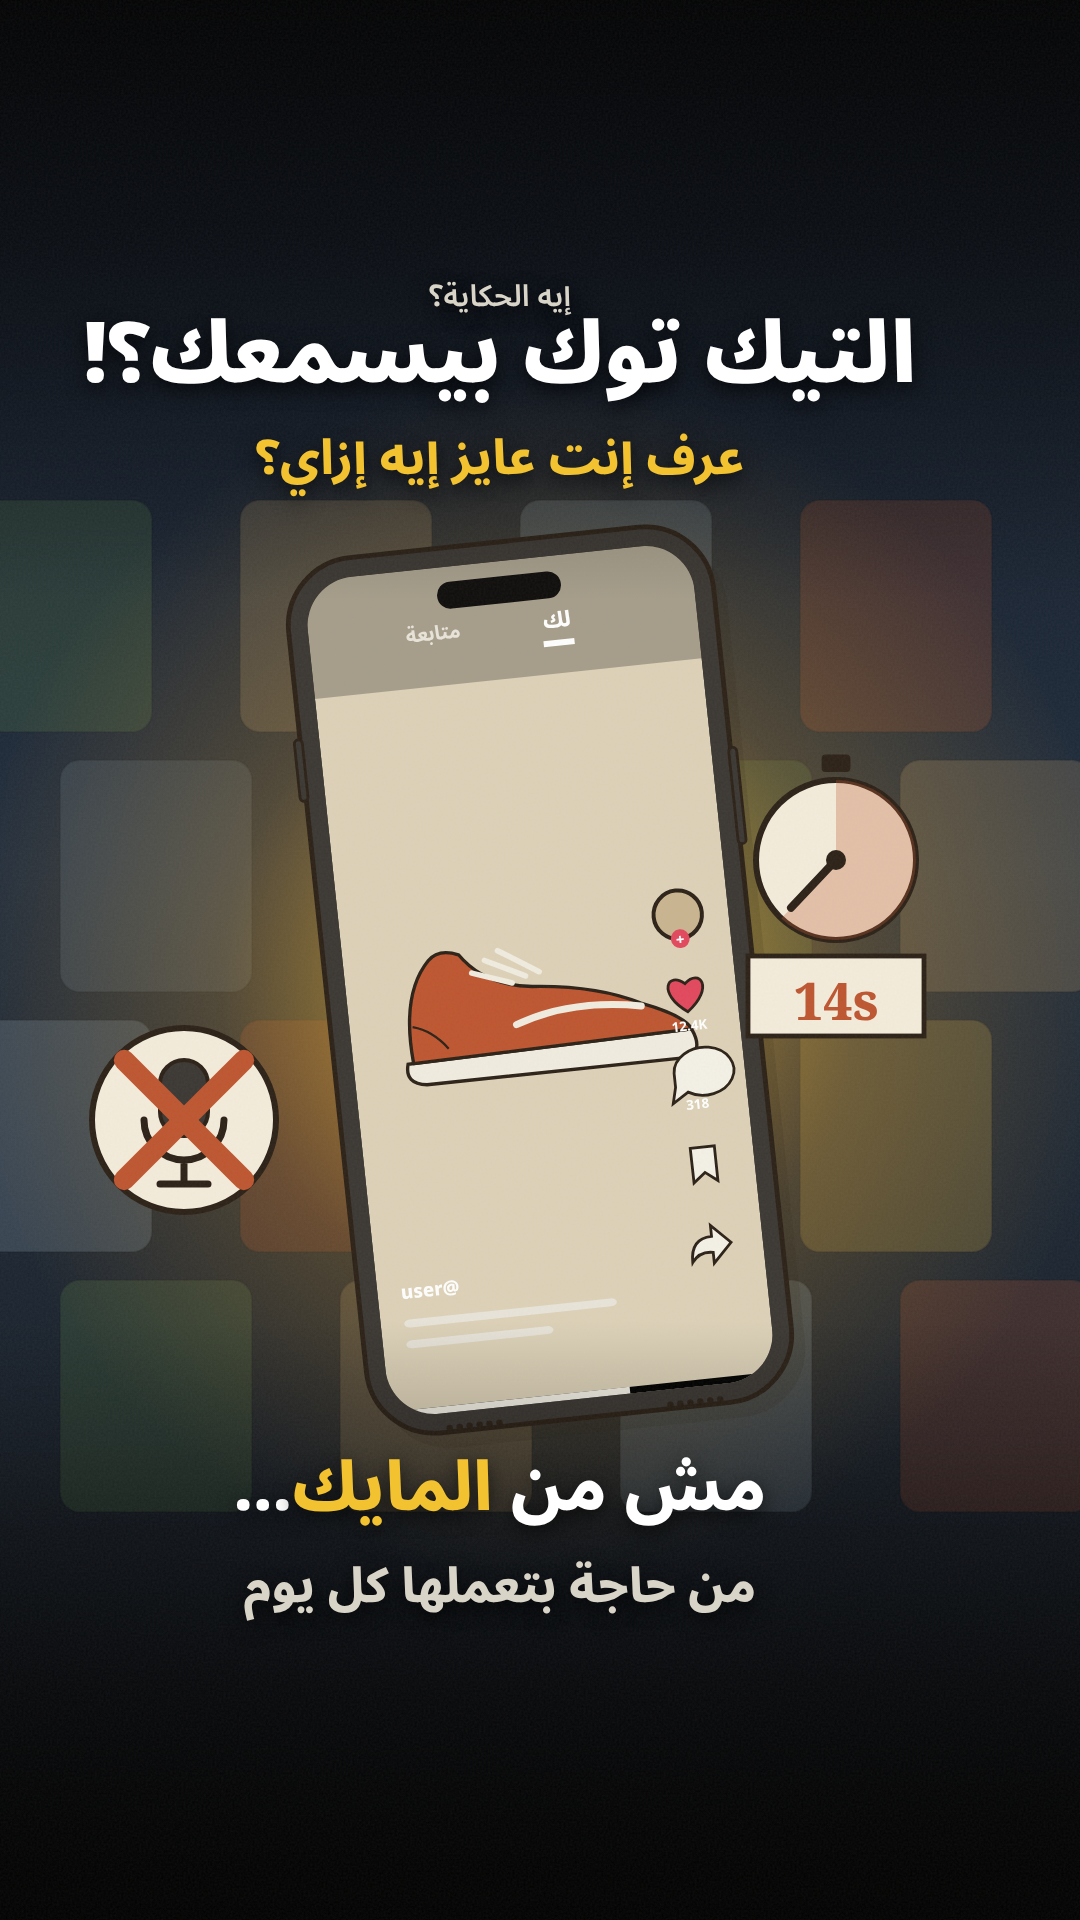 إيه الحكاية؟
التيك توك بيسمعك؟!
عرف إنت عايز إيه إزاي؟
لك
متابعة
12.4K
318
14s
user@
مش من المايك...
من حاجة بتعملها كل يوم